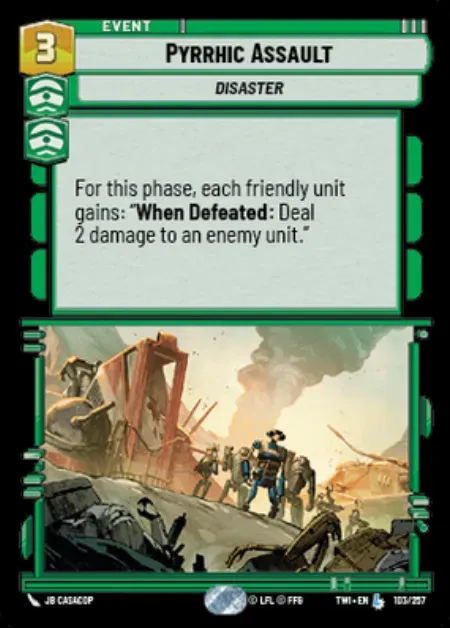 EVENT
3
PYRRHIC ASSAULT
DISASTER
For this phase, each friendly unit
gains: “When Defeated: Deal
2 damage to an enemy unit.”
JB CASACOP
© LFL © FFG
TWI • EN L 103/257